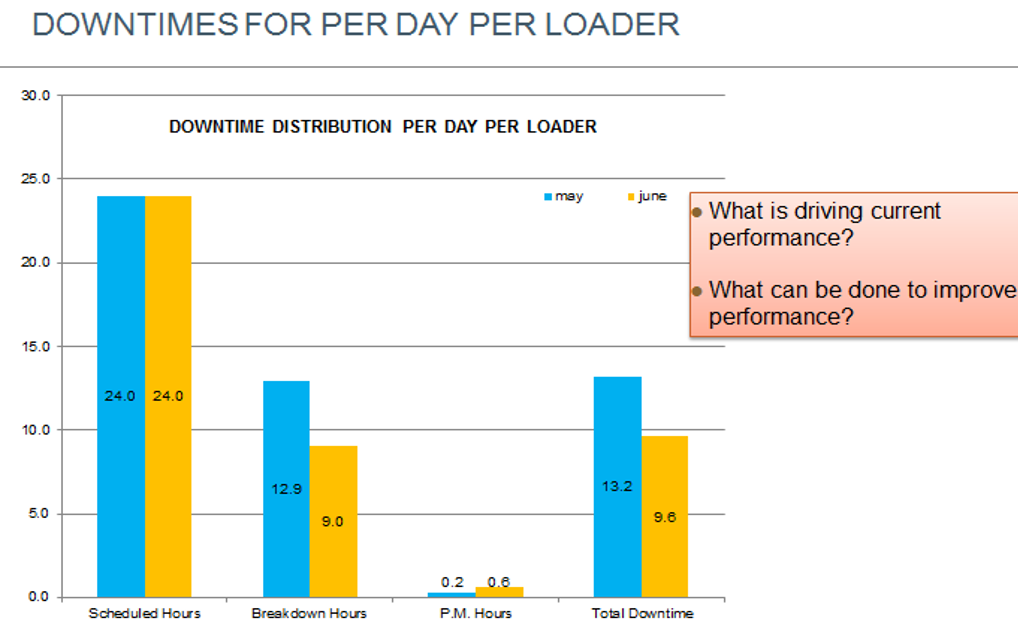 DOWNTIMES FOR PER DAY PER LOADER
30.0
DOWNTIME DISTRIBUTION PER DAY PER LOADER
25.0
may june
• What is driving current
performance?
20.0
• What can be done to improve
performance?
15.0
24.0 24.0
10.0
12.9
13.2
9.0
9.6
5.0
0.2 0.6
0.0
Scheduled Hours Breakdown Hours P.M. Hours Total Downtime